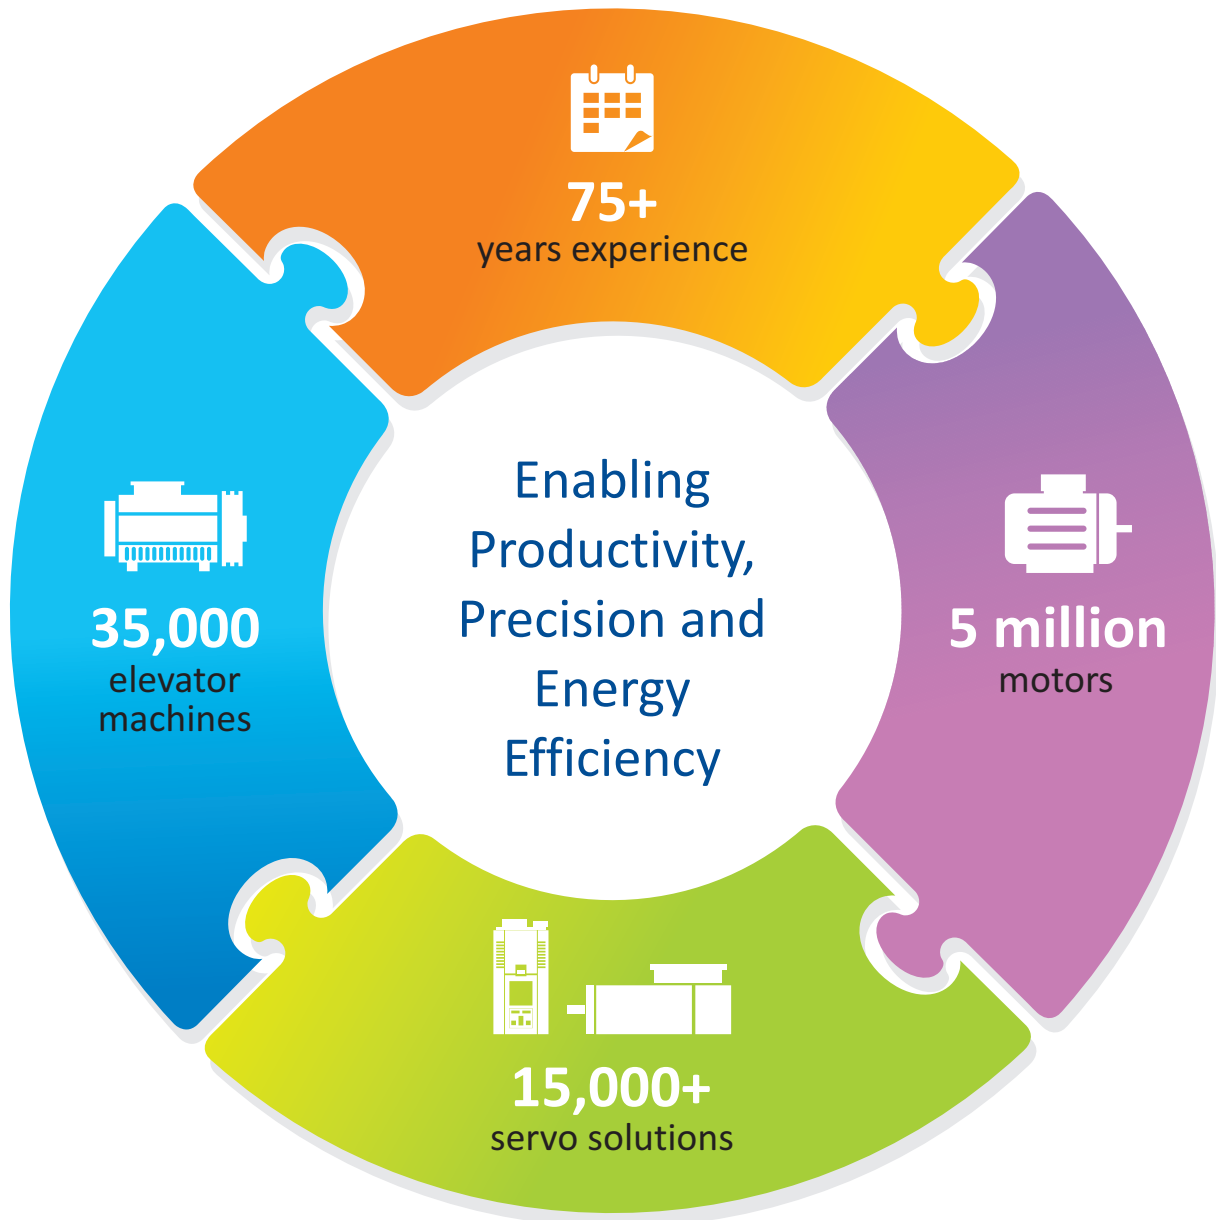 75+
years experience
Enabling
Productivity,
Precision and
Energy
Efficiency
35,000
elevator
machines
5 million
motors
15,000+
servo solutions